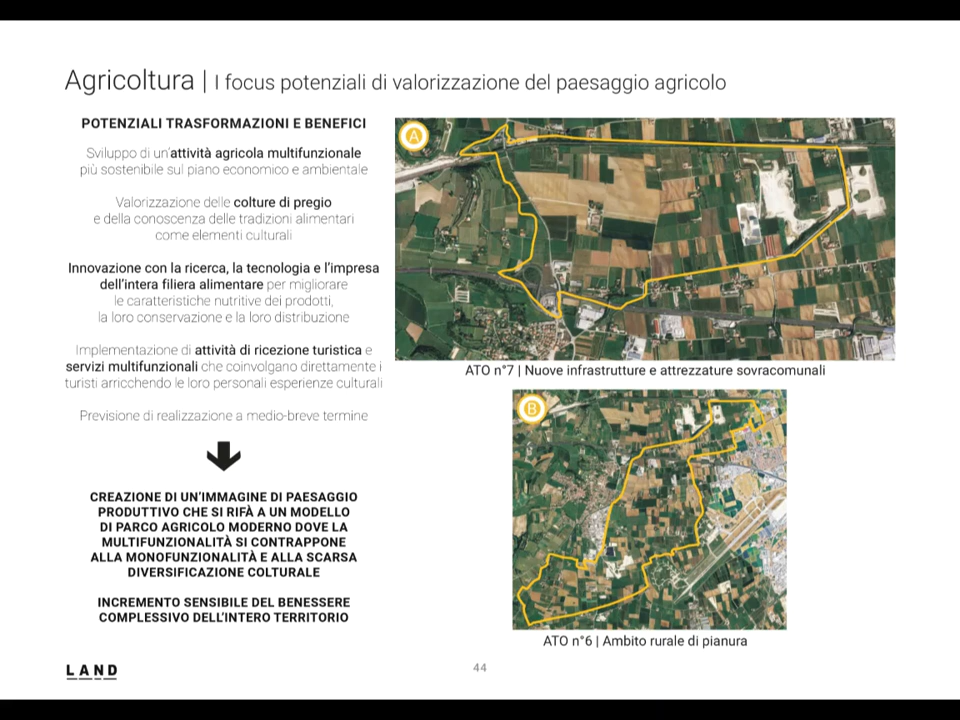 Agricoltura | I focus potenziali di valorizzazione del paesaggio agricolo
POTENZIALI TRASFORMAZIONI E BENEFICI
Sviluppo di un'attività agricola multifunzionale
più sostenibile sul piano economico e ambientale
Valorizzazione delle colture di pregio
e della conoscenza delle tradizioni alimentari
come elementi culturali
Innovazione con la ricerca, la tecnologia e l'impresa
dell'intera filiera alimentare per migliorare
le caratteristiche nutritive dei prodotti,
la loro conservazione e la loro distribuzione
Implementazione di attività di ricezione turistica e
servizi multifunzionali che coinvolgano direttamente i
turisti arricchendo le loro personali esperienze culturali
Previsione di realizzazione a medio-breve termine
CREAZIONE DI UN'IMMAGINE DI PAESAGGIO
PRODUTTIVO CHE SI RIFÀ A UN MODELLO
DI PARCO AGRICOLO MODERNO DOVE LA
MULTIFUNZIONALITÀ SI CONTRAPPONE
ALLA MONOFUNZIONALITÀ E ALLA SCARSA
DIVERSIFICAZIONE COLTURALE
INCREMENTO SENSIBILE DEL BENESSERE
COMPLESSIVO DELL'INTERO TERRITORIO
A
ATO n°7 | Nuove infrastrutture e attrezzature sovracomunali
B
ATO n°6 | Ambito rurale di pianura
LAND
44